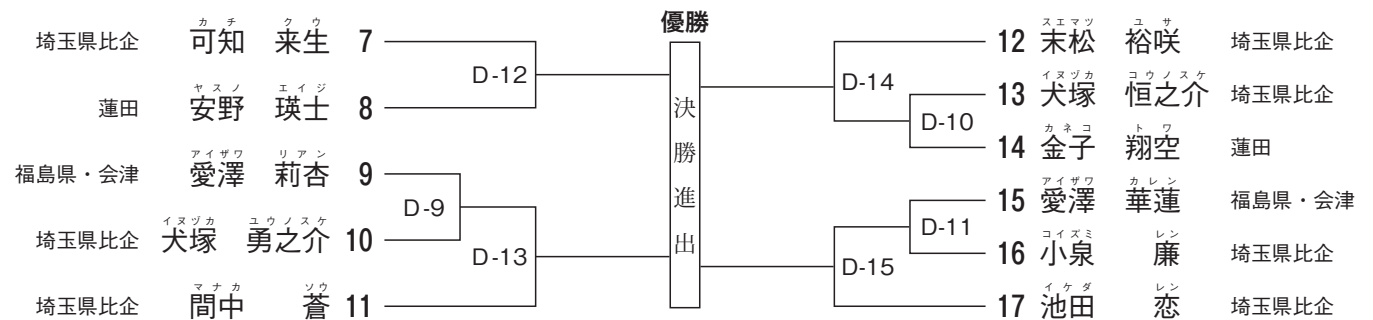 優勝
決勝進出
カチ クウ
埼玉県比企 可知 来生 7
D-12
ヤスノ エイジ
蓮田 安野 瑛士 8
アイザワ リアン
福島県・会津 愛澤 莉杏 9
D-9
イヌヅカ ユウノスケ
埼玉県比企 犬塚 勇之介 10
D-13
マナカ ソウ
埼玉県比企 間中 蒼 11
スエマツ ユサ
12 末松 裕咲 埼玉県比企
D-14
イヌヅカ コウノスケ
13 犬塚 恒之介 埼玉県比企
D-10
カネコ トワ
14 金子 翔空 蓮田
アイザワ カレン
15 愛澤 華蓮 福島県・会津
D-11
コイズミ レン
16 小泉 廉 埼玉県比企
D-15
イケダ レン
17 池田 恋 埼玉県比企